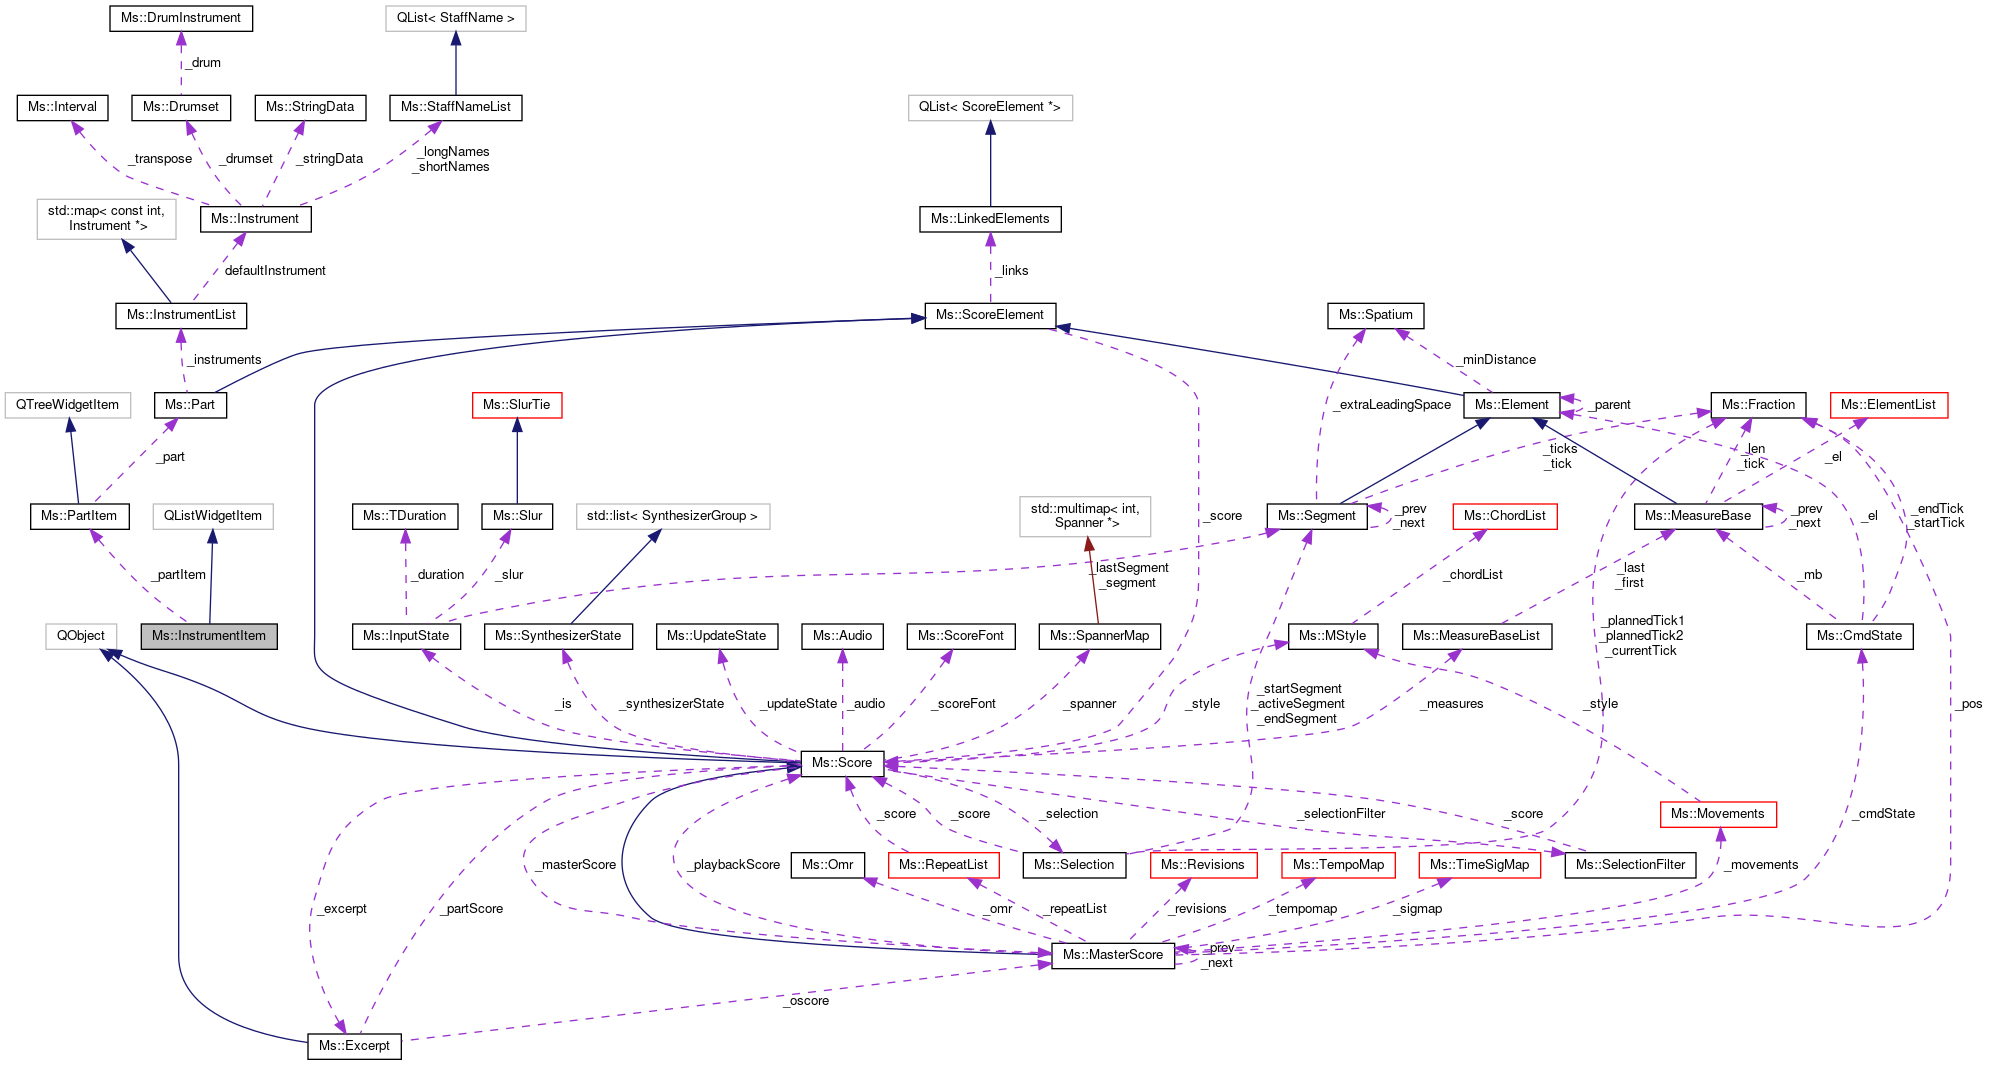 Ms::DrumInstrument
QList< StaffName >
_drum
Ms::Interval
Ms::Drumset
Ms::StringData
Ms::StaffNameList
QList< ScoreElement *>
_transpose
_drumset
_stringData
_longNames
_shortNames
std::map< const int,
Instrument *>
Ms::Instrument
Ms::LinkedElements
defaultInstrument
_links
Ms::InstrumentList
Ms::ScoreElement
Ms::Spatium
_instruments
_minDistance
QTreeWidgetItem
Ms::Part
Ms::SlurTie
_extraLeadingSpace
Ms::Element
_parent
Ms::Fraction
Ms::ElementList
_part
_ticks
_tick
_len
_tick
_el
Ms::PartItem
QListWidgetItem
Ms::TDuration
Ms::Slur
std::list< SynthesizerGroup >
std::multimap< int,
Spanner *>
_score
Ms::Segment
_prev
_next
Ms::ChordList
Ms::MeasureBase
_prev
_next
_el
_endTick
_startTick
_partItem
_duration
_slur
_lastSegment
_segment
_chordList
_last
_first
_mb
QObject
Ms::InstrumentItem
Ms::InputState
Ms::SynthesizerState
Ms::UpdateState
Ms::Audio
Ms::ScoreFont
Ms::SpannerMap
Ms::MStyle
Ms::MeasureBaseList
_plannedTick1
_plannedTick2
_currentTick
Ms::CmdState
_is
_synthesizerState
_updateState
_audio
_scoreFont
_spanner
_style
_startSegment
_activeSegment
_endSegment
_measures
_style
_pos
Ms::Score
_score
_score
_selection
_selectionFilter
_score
Ms::Movements
_cmdState
_masterScore
_playbackScore
Ms::Omr
Ms::RepeatList
Ms::Selection
Ms::Revisions
Ms::TempoMap
Ms::TimeSigMap
Ms::SelectionFilter
_movements
_excerpt
_partScore
_omr
_repeatList
_revisions
_tempomap
_sigmap
Ms::MasterScore
_prev
_next
_oscore
Ms::Excerpt